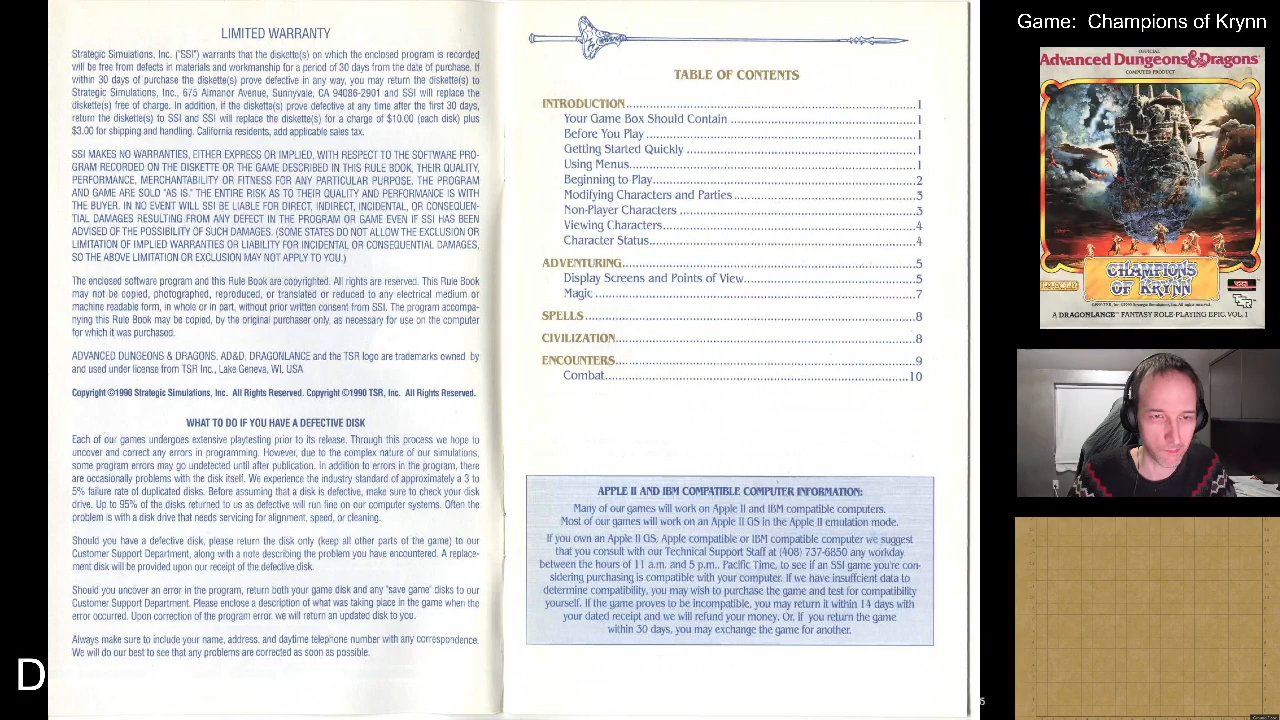 LIMITED WARRANTY
Strategic Simulations, Inc. ("SSI") warrants that the diskette(s) on which the enclosed program is recorded
will be free from defects in materials and workmanship for a period of 30 days from the date of purchase. If
within 30 days of purchase the diskette(s) prove defective in any way, you may return the diskette(s) to
Strategic Simulations, Inc., 675 Almanor Avenue, Sunnyvale, CA 94086-2901 and SSI will replace the
diskette(s) free of charge. In addition, if the diskette(s) prove defective at any time after the first 30 days,
return the diskette(s) to SSI and SSI will replace the diskette(s) for a charge of $10.00 (each disk) plus
$3.00 for shipping and handling. California residents, add applicable sales tax.
SSI MAKES NO WARRANTIES, EITHER EXPRESS OR IMPLIED, WITH RESPECT TO THE SOFTWARE PRO-
GRAM RECORDED ON THE DISKETTE OR THE GAME DESCRIBED IN THIS RULE BOOK, THEIR QUALITY,
PERFORMANCE, MERCHANTABILITY OR FITNESS FOR ANY PARTICULAR PURPOSE. THE PROGRAM
AND GAME ARE SOLD "AS IS." THE ENTIRE RISK AS TO THEIR QUALITY AND PERFORMANCE IS WITH
THE BUYER. IN NO EVENT WILL SSI BE LIABLE FOR DIRECT, INDIRECT, INCIDENTAL, OR CONSEQUEN-
TIAL DAMAGES RESULTING FROM ANY DEFECT IN THE PROGRAM OR GAME EVEN IF SSI HAS BEEN
ADVISED OF THE POSSIBILITY OF SUCH DAMAGES. (SOME STATES DO NOT ALLOW THE EXCLUSION OR
LIMITATION OF IMPLIED WARRANTIES OR LIABILITY FOR INCIDENTAL OR CONSEQUENTIAL DAMAGES,
SO THE ABOVE LIMITATION OR EXCLUSION MAY NOT APPLY TO YOU.)
The enclosed software program and this Rule Book are copyrighted. All rights are reserved. This Rule Book
may not be copied, photographed, reproduced, or translated or reduced to any electrical medium or
machine readable form, in whole or in part, without prior written consent from SSI. The program accompa-
nying this Rule Book may be copied, by the original purchaser only, as necessary for use on the computer
for which it was purchased.
ADVANCED DUNGEONS & DRAGONS. AD&D, DRAGONLANCE and the TSR logo are trademarks owned by
and used under license from TSR Inc., Lake Geneva, WI, USA
Copyright ©1990 Strategic Simulations, Inc. All Rights Reserved. Copyright ©1990 TSR, Inc. All Rights Reserved.
WHAT TO DO IF YOU HAVE A DEFECTIVE DISK
Each of our games undergoes extensive playtesting prior to its release. Through this process we hope to
uncover and correct any errors in programming. However, due to the complex nature of our simulations,
some program errors may go undetected until after publication. In addition to errors in the program, there
are occasionally problems with the disk itself. We experience the industry standard of approximately a 3 to
5% failure rate of duplicated disks. Before assuming that a disk is defective, make sure to check your disk
drive. Up to 95% of the disks returned to us as defective will run fine on our computer systems. Often the
problem is with a disk drive that needs servicing for alignment, speed, or cleaning.
Should you have a defective disk, please return the disk only (keep all other parts of the game) to our
Customer Support Department, along with a note describing the problem you have encountered. A replace-
ment disk will be provided upon our receipt of the defective disk.
Should you uncover an error in the program, return both your game disk and any "save game" disks to our
Customer Support Department. Please enclose a description of what was taking place in the game when the
error occurred. Upon correction of the program error, we will return an updated disk to you.
Always make sure to include your name, address, and daytime telephone number with any correspondence.
We will do our best to see that any problems are corrected as soon as possible.
D
TABLE OF CONTENTS
INTRODUCTION 1
Your Game Box Should Contain 1
Before You Play 1
Getting Started Quickly 1
Using Menus 1
Beginning to Play 2
Modifying Characters and Parties 3
Non-Player Characters 3
Viewing Characters 4
Character Status 4
ADVENTURING 5
Display Screens and Points of View 5
Magic 7
SPELLS 8
CIVILIZATION 8
ENCOUNTERS 9
Combat 10
APPLE II AND IBM COMPATIBLE COMPUTER INFORMATION:
Many of our games will work on Apple II and IBM compatible computers.
Most of our games will work on an Apple II GS in the Apple II emulation mode.
If you own an Apple II GS, Apple compatible or IBM compatible computer we suggest
that you consult with our Technical Support Staff at (408) 737-6850 any workday
between the hours of 11 a.m. and 5 p.m., Pacific Time, to see if an SSI game you're con-
sidering purchasing is compatible with your computer. If we have insuffcient data to
determine compatibility, you may wish to purchase the game and test for compatibility
yourself. If the game proves to be incompatible, you may return it within 14 days with
your dated receipt and we will refund your money. Or, if you return the game
within 30 days, you may exchange the game for another.
Game: Champions of Krynn
OFFICIAL
Advanced Dungeons & Dragons
COMPUTER PRODUCT
CHAMPIONS
OF KRYNN
TSR
A DRAGONLANCE FANTASY ROLE-PLAYING EPIC, VOL. 1